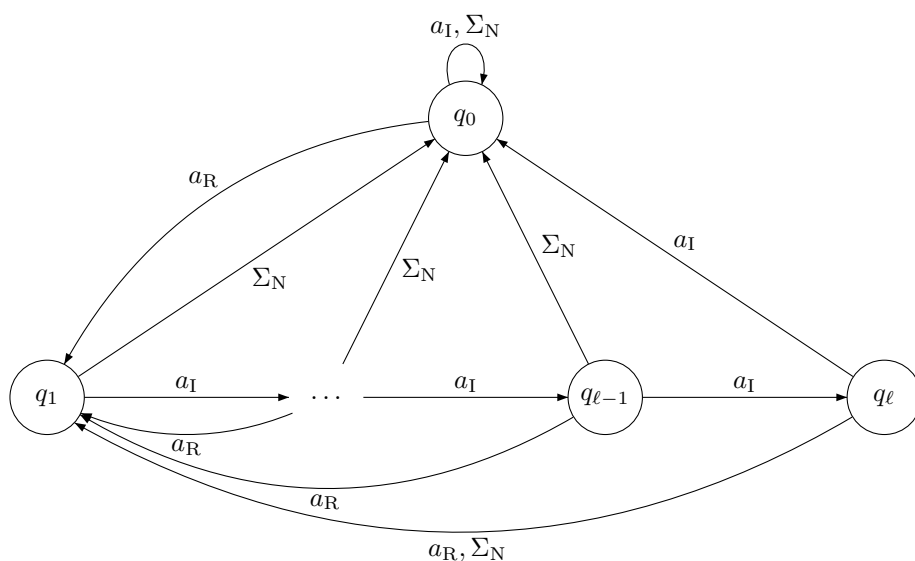 a_I, Σ_N
q_0
a_R
Σ_N
Σ_N
Σ_N
a_I
q_1
a_I
···
a_I
q_{ℓ−1}
a_I
q_ℓ
a_R
a_R
a_R, Σ_N